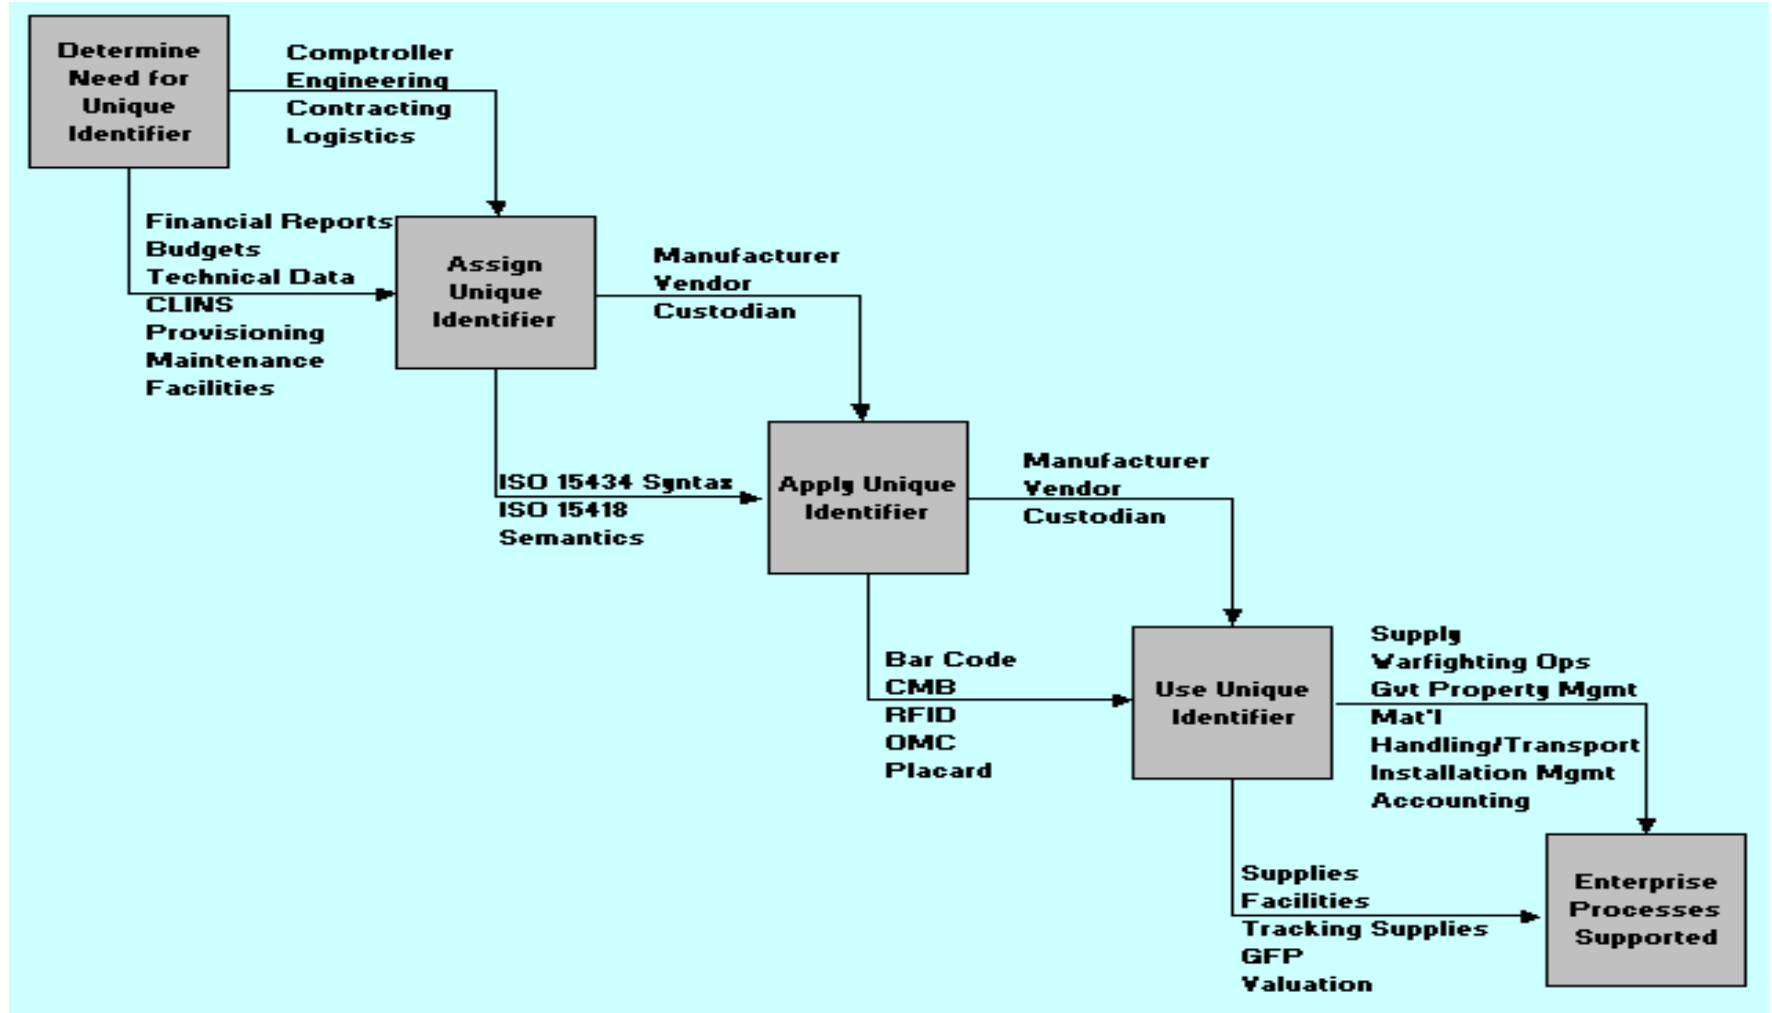 Determine
Need for
Unique
Identifier
Comptroller
Engineering
Contracting
Logistics
Financial Reports
Budgets
Technical Data
CLINS
Provisioning
Maintenance
Facilities
Assign
Unique
Identifier
Manufacturer
Vendor
Custodian
ISO 15434 Syntax
ISO 15418
Semantics
Apply Unique
Identifier
Manufacturer
Vendor
Custodian
Bar Code
CMB
RFID
OMC
Placard
Use Unique
Identifier
Supply
Warfighting Ops
Gvt Property Mgmt
Mat'l
Handling/Transport
Installation Mgmt
Accounting
Supplies
Facilities
Tracking Supplies
GFP
Valuation
Enterprise
Processes
Supported